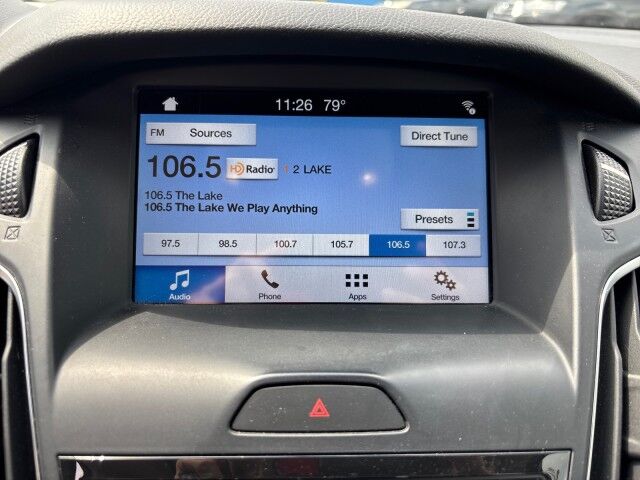 11:26 79°
FM Sources
Direct Tune
106.5 HD Radio 1 2 LAKE
106.5 The Lake
106.5 The Lake We Play Anything
Presets
97.5 98.5 100.7 105.7 106.5 107.3
Audio Phone Apps Settings